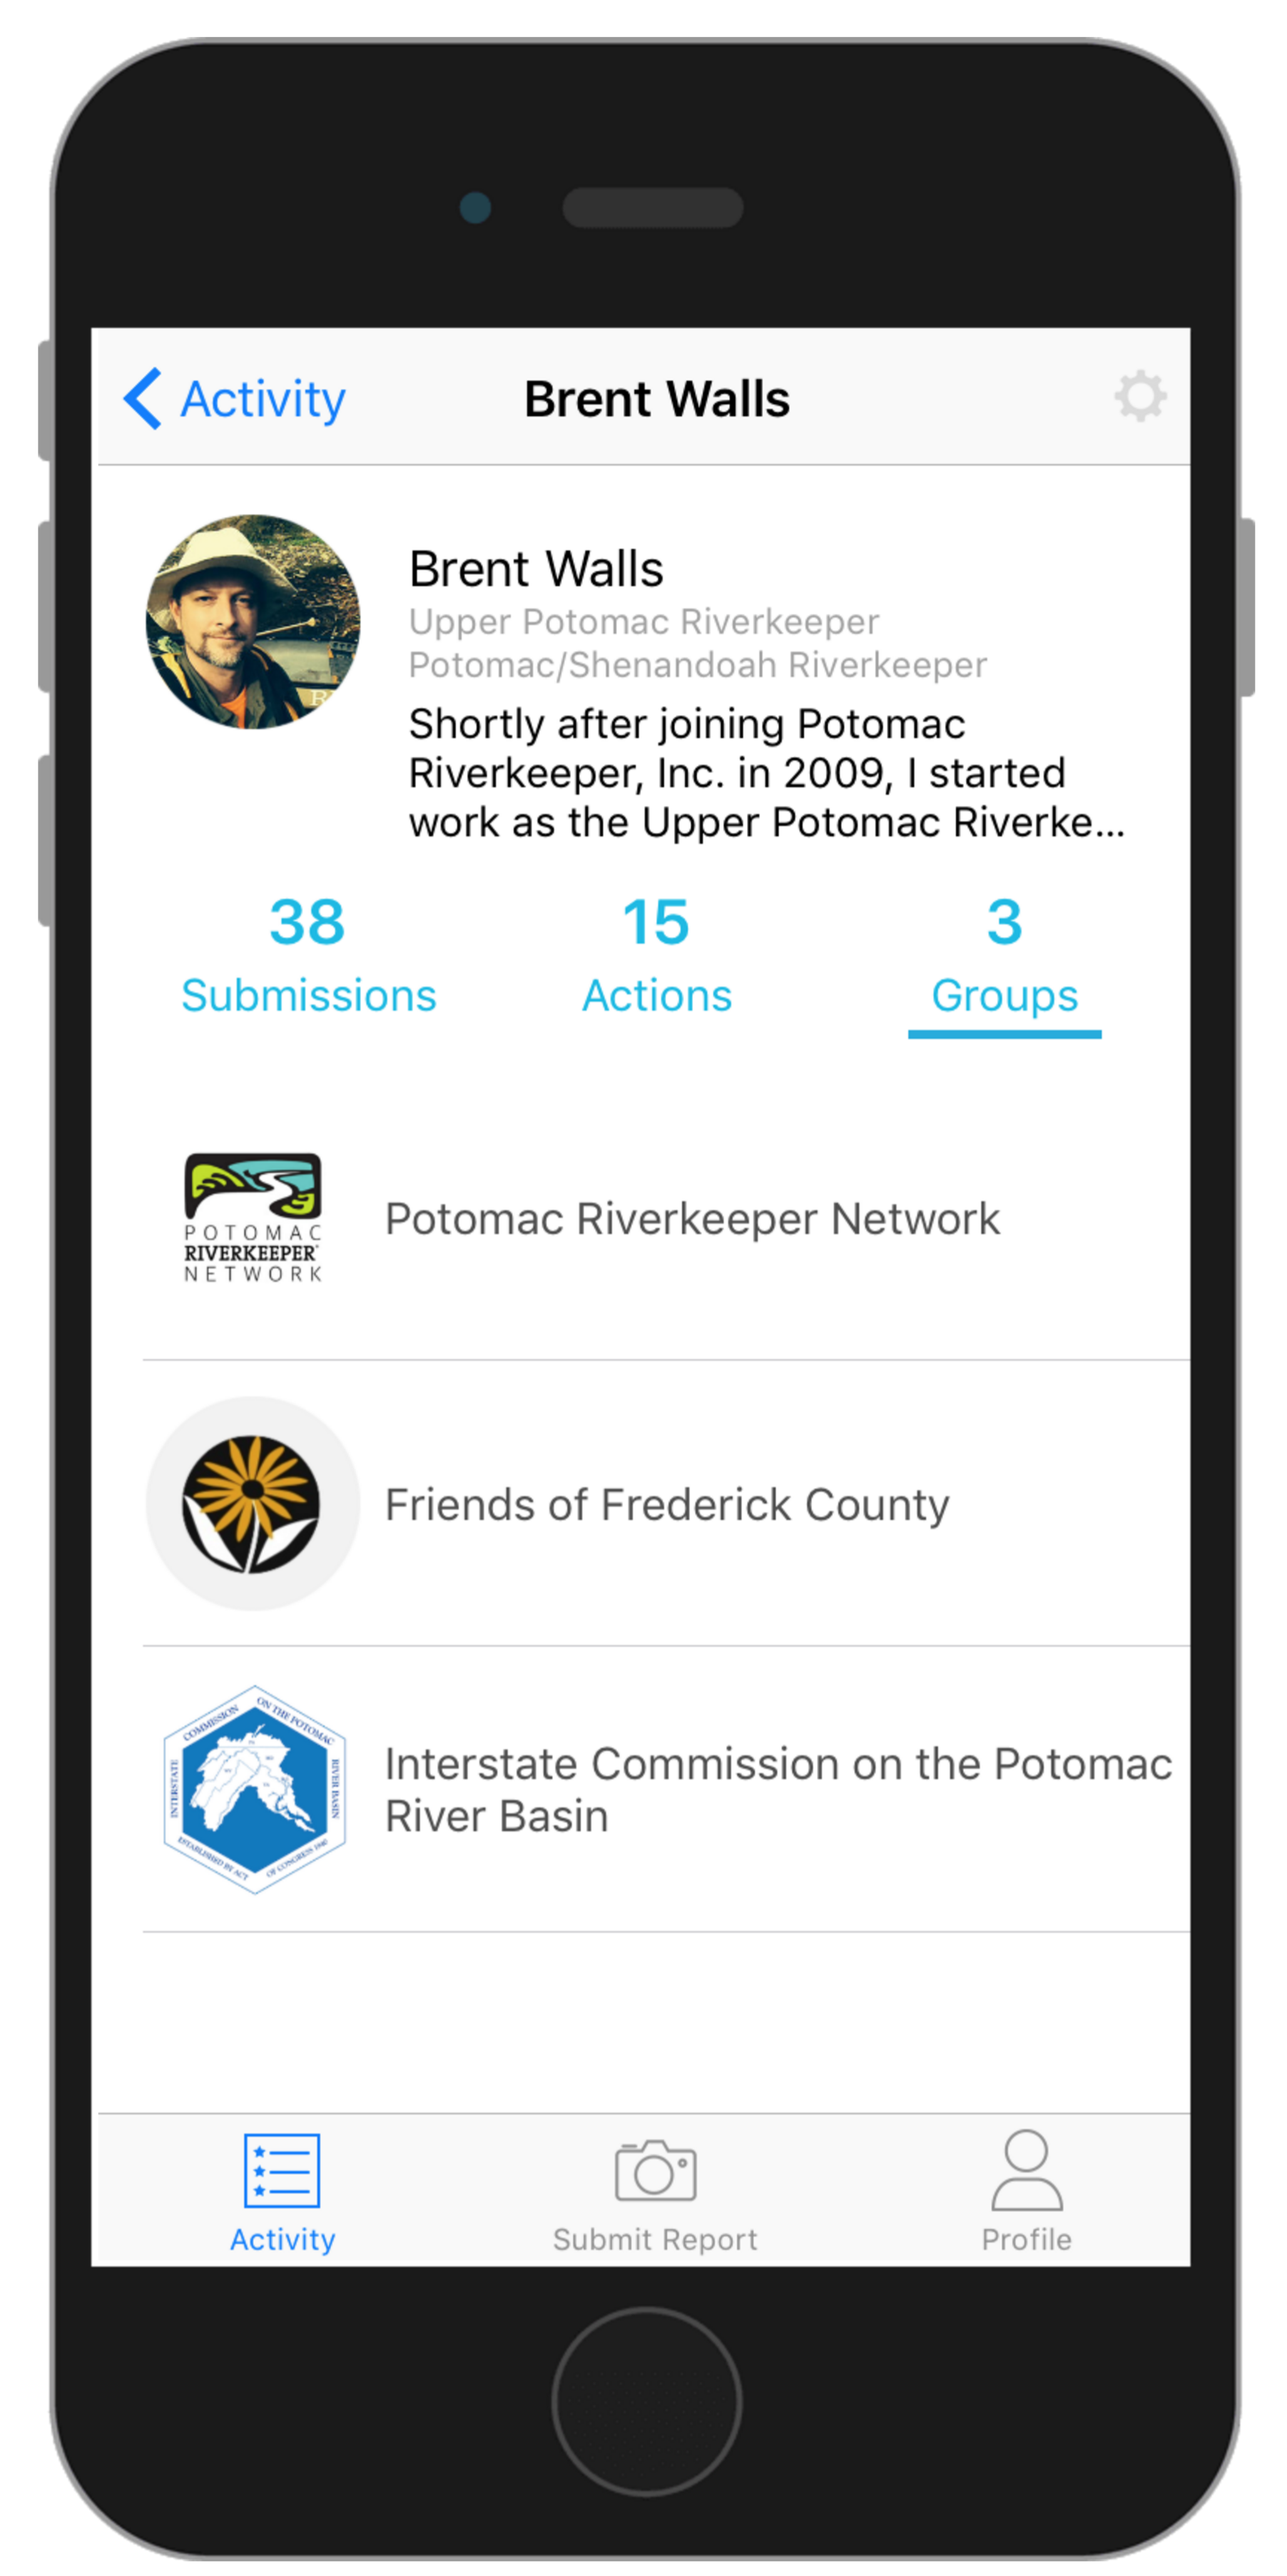 Activity
Brent Walls
Brent Walls
Upper Potomac Riverkeeper
Potomac/Shenandoah Riverkeeper
Shortly after joining Potomac
Riverkeeper, Inc. in 2009, I started
work as the Upper Potomac Riverke...
38 15 3
Submissions Actions Groups
POTOMAC
RIVERKEEPER
NETWORK
Potomac Riverkeeper Network
Friends of Frederick County
INTERSTATE COMMISSION ON THE POTOMAC RIVER BASIN
ESTABLISHED BY ACT OF CONGRESS 1940
Interstate Commission on the Potomac
River Basin
Activity Submit Report Profile